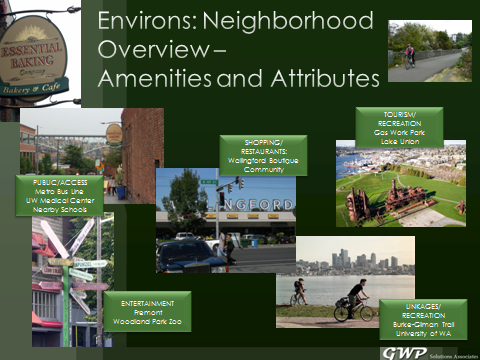 Environs: Neighborhood
Overview –
Amenities and Attributes
ESSENTIAL
BAKING
Company
Bakery & Cafe
PUBLIC/ACCESS
Metro Bus Line
UW Medical Center
Nearby Schools
SHOPPING/
RESTAURANTS:
Wallingford Boutique
Community
TOURISM/
RECREATION
Gas Work Park
Lake Union
LINGFORD
ENTERTAINMENT
Fremont
Woodland Park Zoo
LINKAGES/
RECREATION
Burke-Gilman Trail
University of WA
GWP Solutions Associates